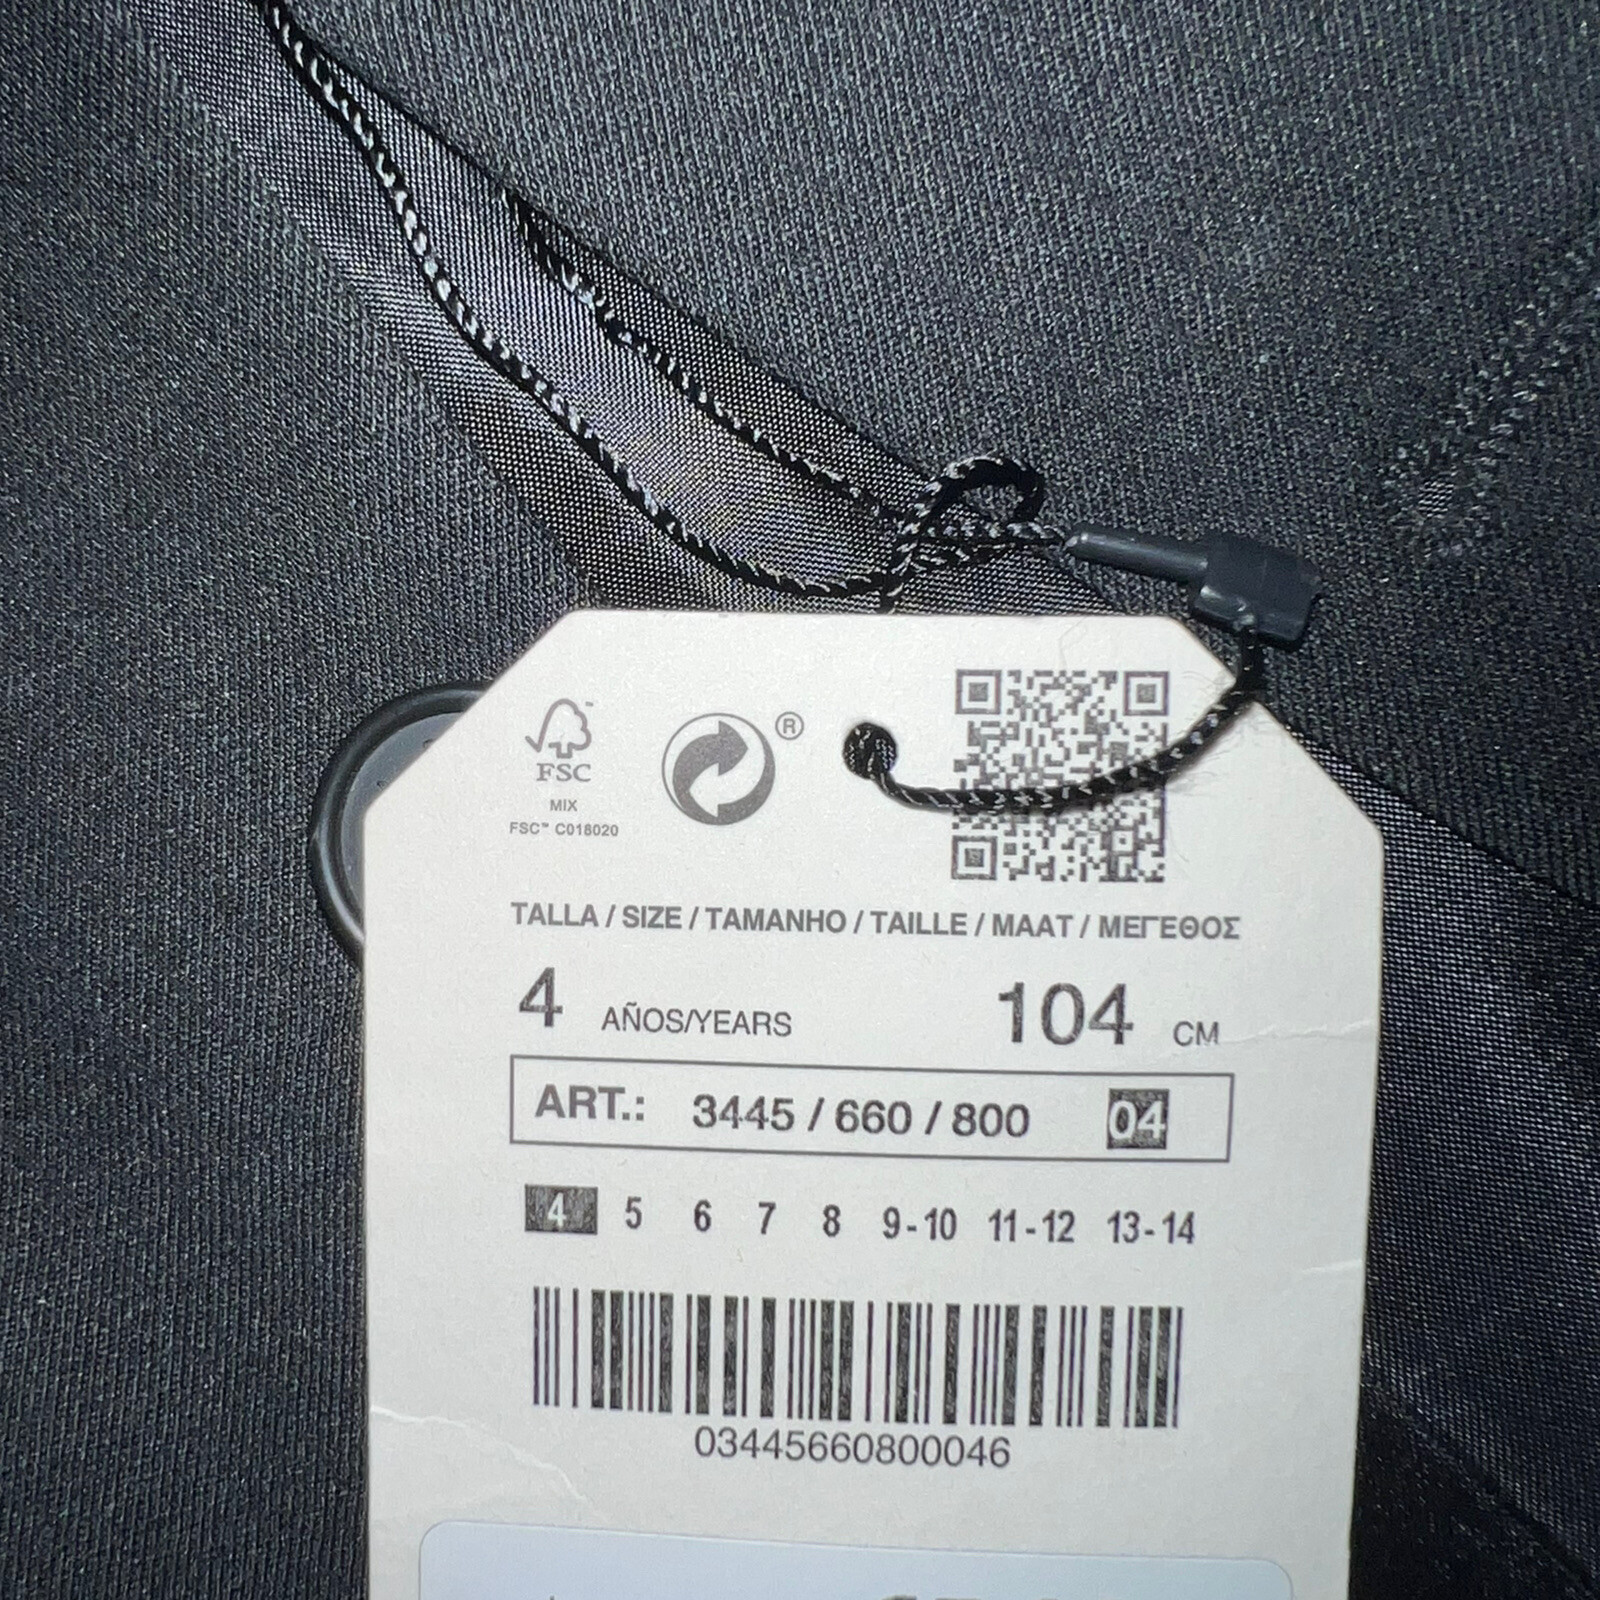 FSC™
MIX
FSC™ C018020
®
TALLA / SIZE / TAMANHO / TAILLE / MAAT / ΜΕΓΕΘΟΣ
4 AÑOS/YEARS 104 CM
ART.: 3445 / 660 / 800 04
4 5 6 7 8 9-10 11-12 13-14
03445660800046